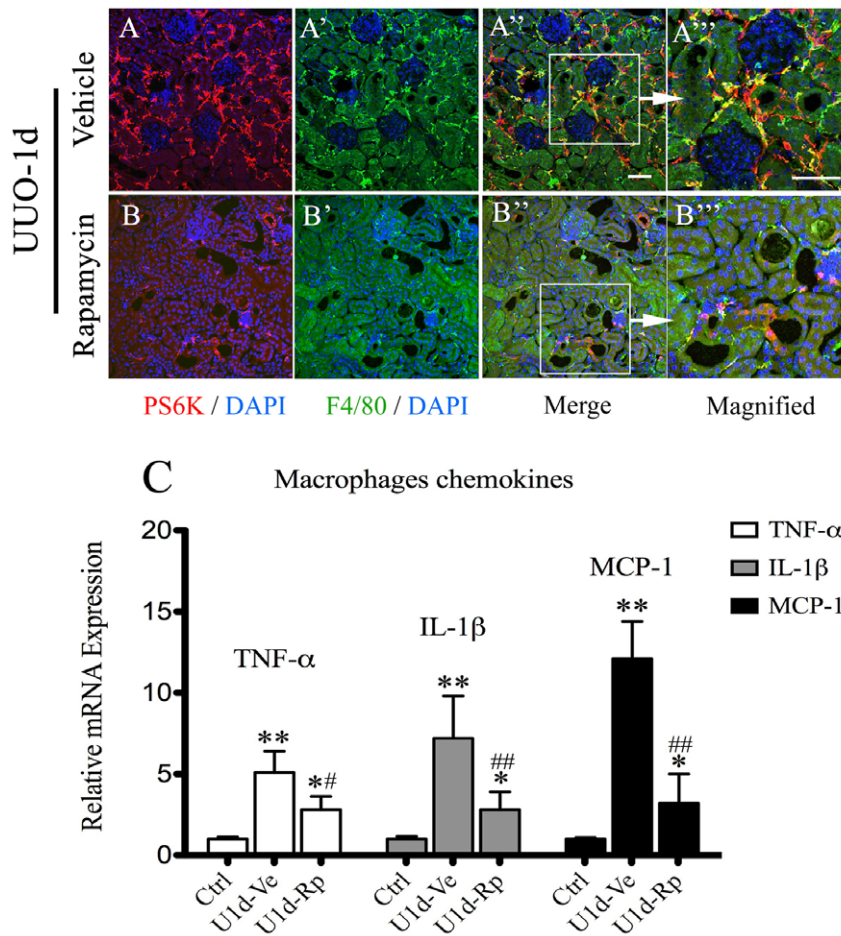 A
A'
A''
A'''
UUO-1d
Vehicle
B
B'
B''
B'''
Rapamycin
PS6K / DAPI
F4/80 / DAPI
Merge
Magnified
C
Macrophages chemokines
Relative mRNA Expression
20
15
10
5
0
TNF-α
**
*#
IL-1β
**
##
*
MCP-1
**
##
*
TNF-α
IL-1β
MCP-1
Ctrl
U1d-Ve
U1d-Rp
Ctrl
U1d-Ve
U1d-Rp
Ctrl
U1d-Ve
U1d-Rp